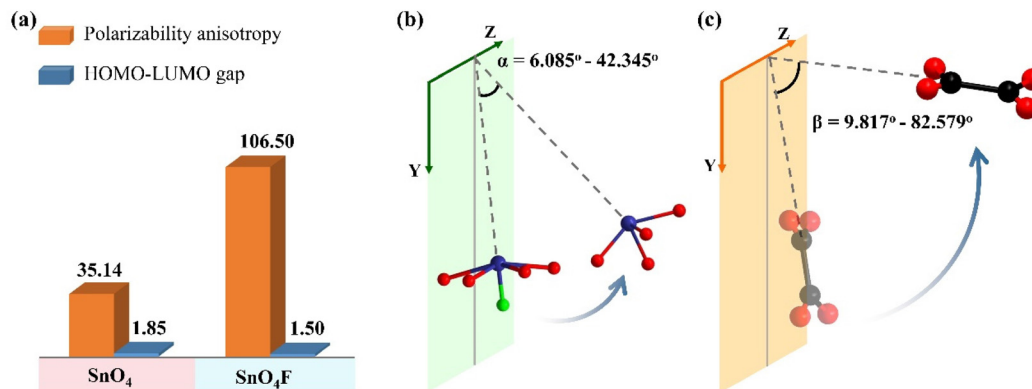 (a)
Polarizability anisotropy
HOMO-LUMO gap
106.50
35.14
1.85
1.50
SnO₄
SnO₄F
(b)
Z
α = 6.085° - 42.345°
Y
(c)
Z
β = 9.817° - 82.579°
Y